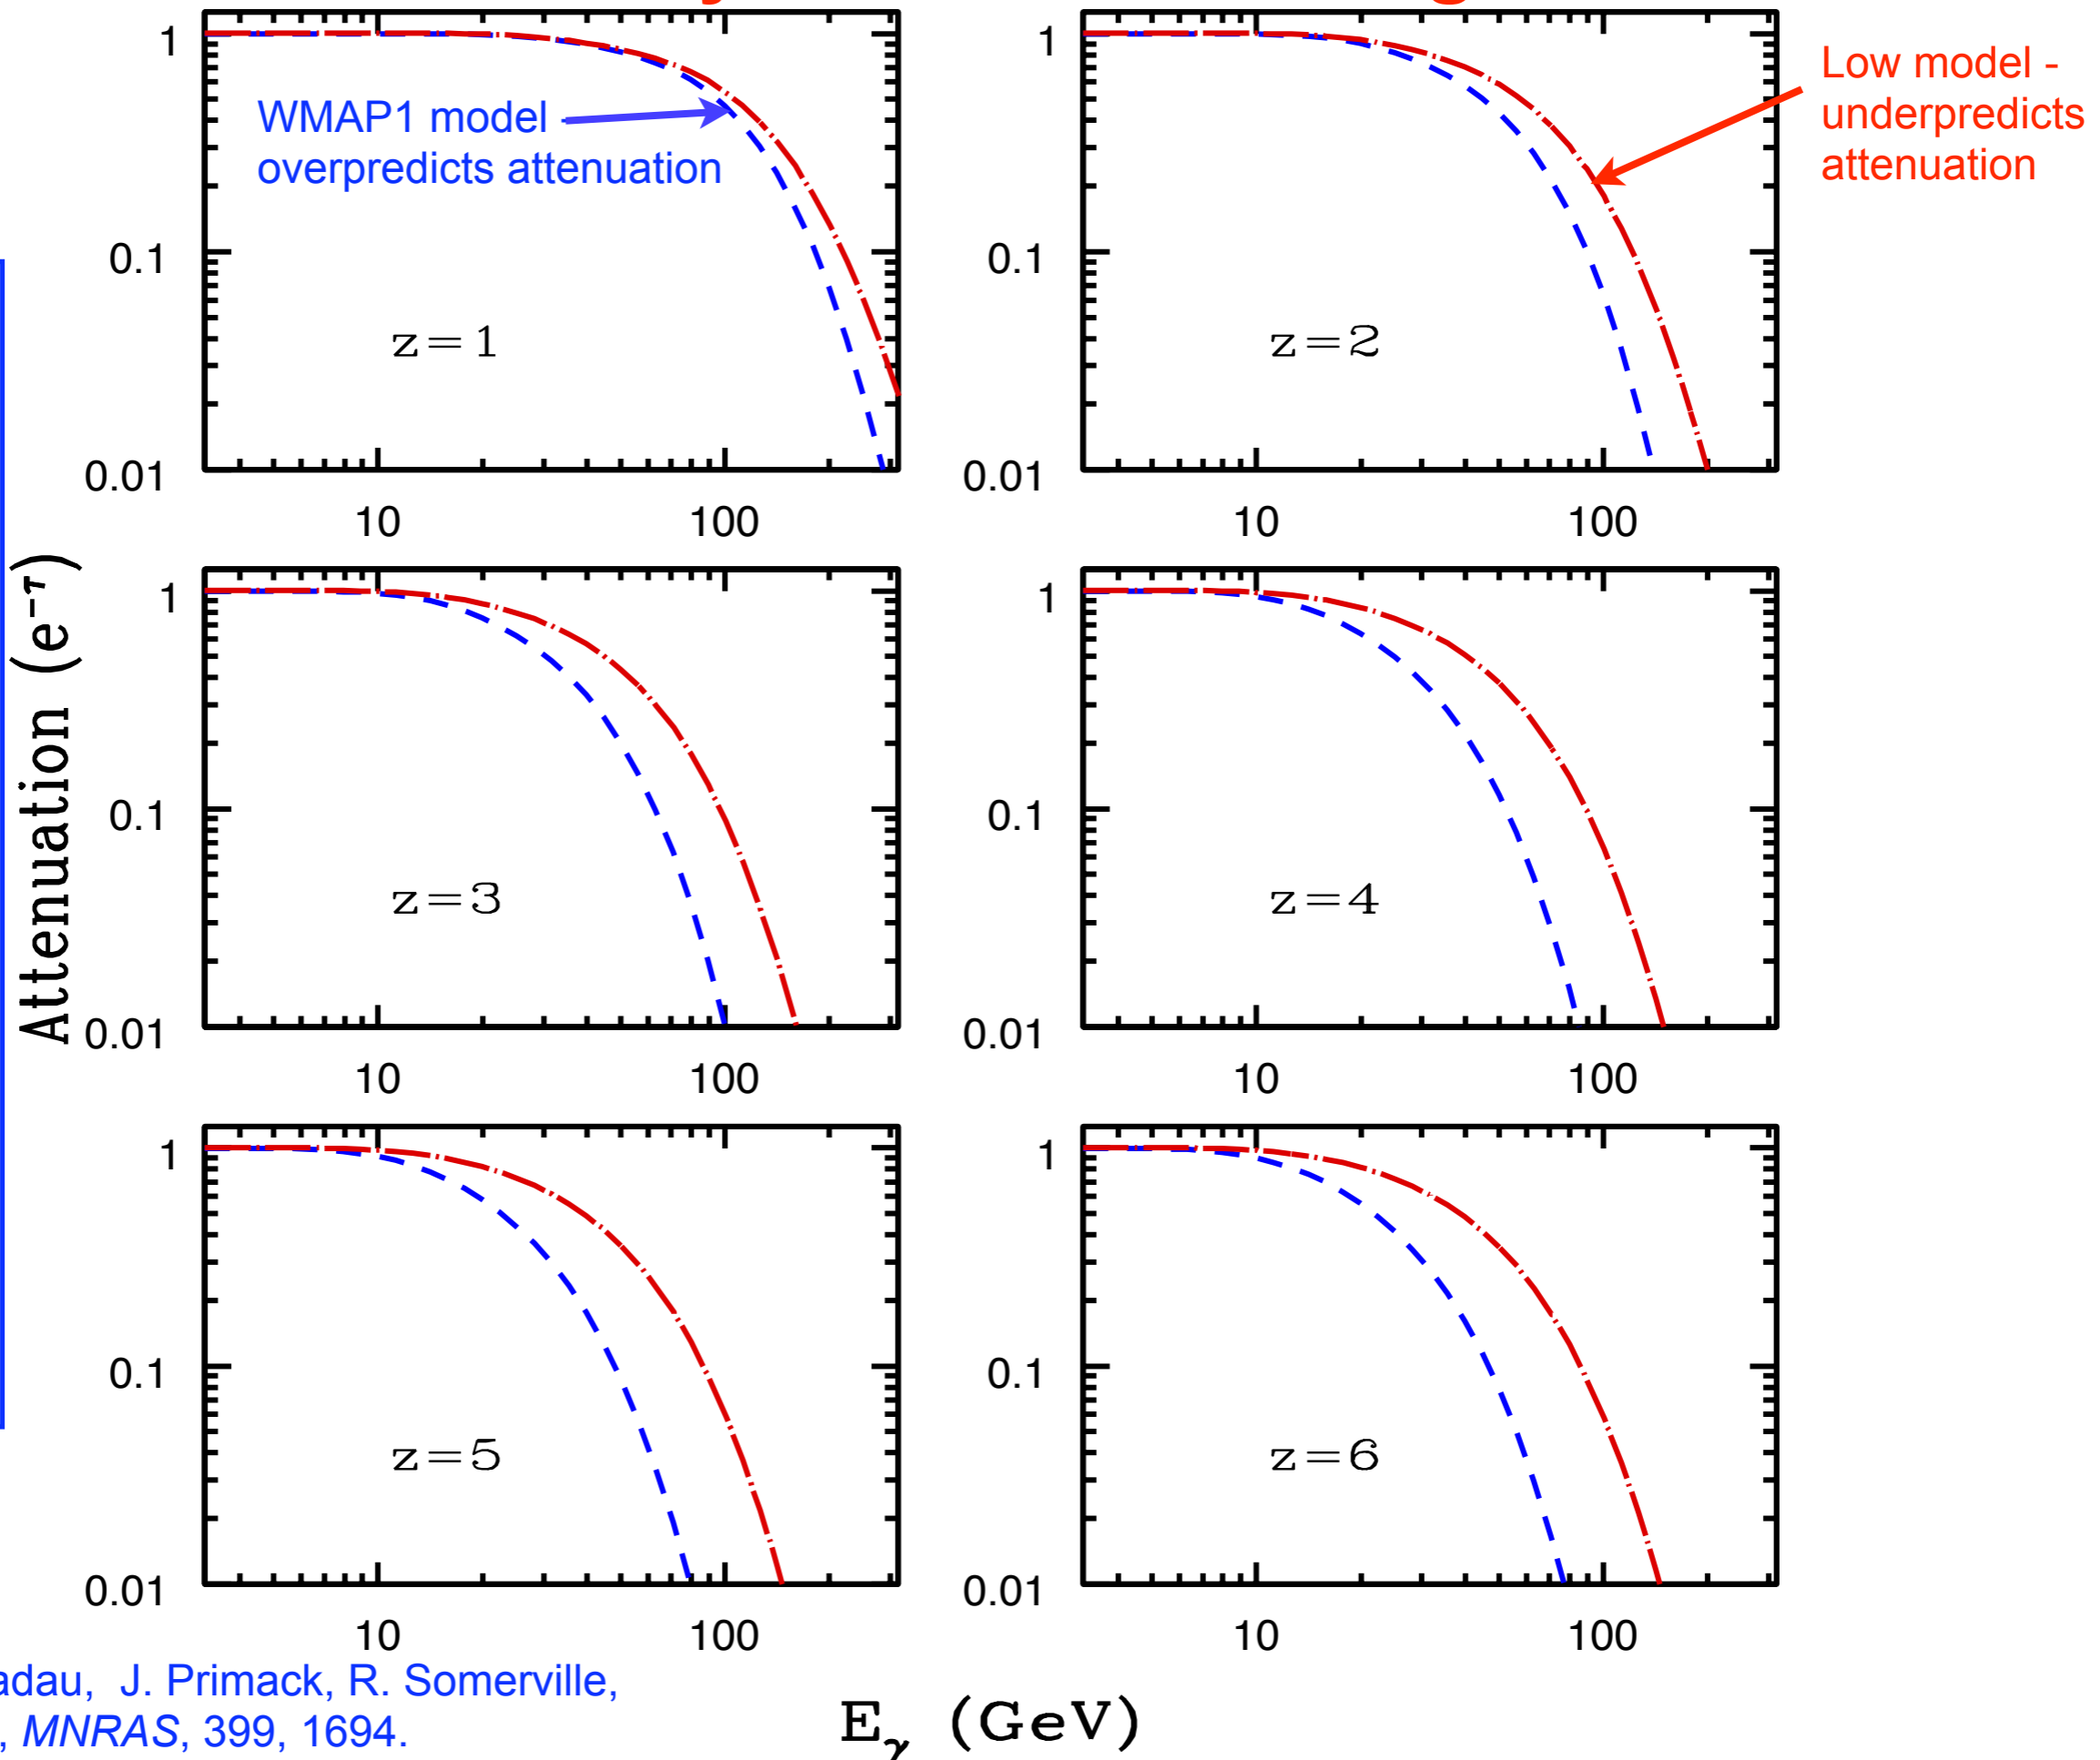 1
0.1
0.01
10
100
z=1
WMAP1 model -
overpredicts attenuation
1
0.1
0.01
10
100
z=2
Low model -
underpredicts
attenuation
Attenuation (e⁻τ)
1
0.1
0.01
10
100
z=3
1
0.1
0.01
10
100
z=4
1
0.1
0.01
10
100
z=5
1
0.1
0.01
10
100
z=6
J. Primack, R. Somerville,
, MNRAS, 399, 1694.
Eγ (GeV)